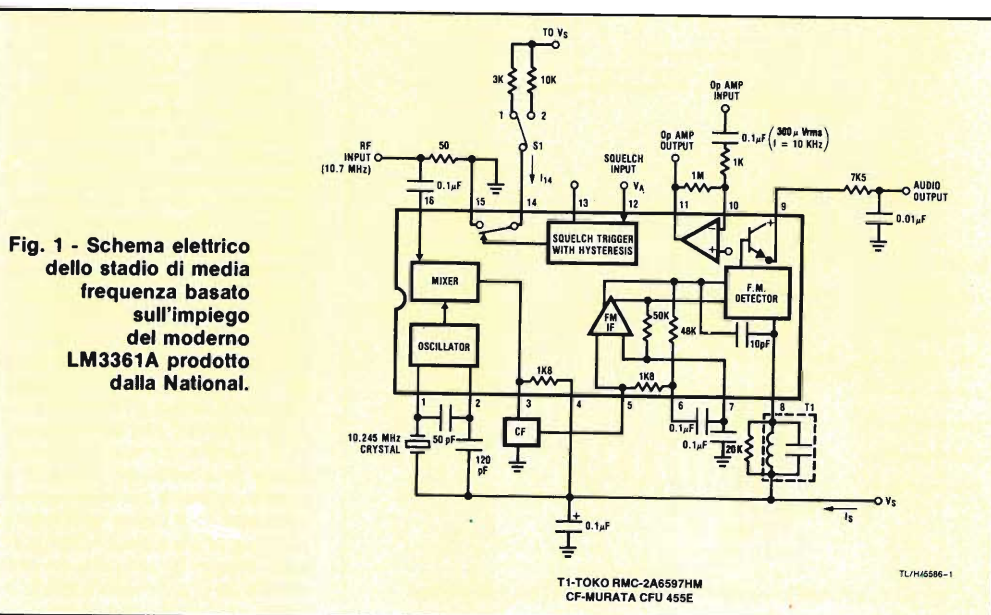 Fig. 1 - Schema elettrico
dello stadio di media
frequenza basato
sull'impiego
del moderno
LM3361A prodotto
dalla National.
TO VS
3K
10K
1
2
S1
I14
RF
INPUT
(10.7 MHz)
50
0.1µF
Op AMP
INPUT
0.1µF
(360µ Vrms
f = 10 KHz)
1K
Op AMP
OUTPUT
1M
SQUELCH
INPUT
VA
7K5
AUDIO
OUTPUT
0.01µF
16
15
14
13
12
11
10
9
SQUELCH TRIGGER
WITH HYSTERESIS
MIXER
OSCILLATOR
FM
IF
50K
48K
F.M.
DETECTOR
10pF
1K8
1K8
1
2
3
4
5
6
7
8
T1
10.245 MHz
CRYSTAL
50 pF
120
pF
CF
0.1µF
0.1µF
20K
VS
IS
+
0.1µF
T1-TOKO RMC-2A6597HM
CF-MURATA CFU 455E